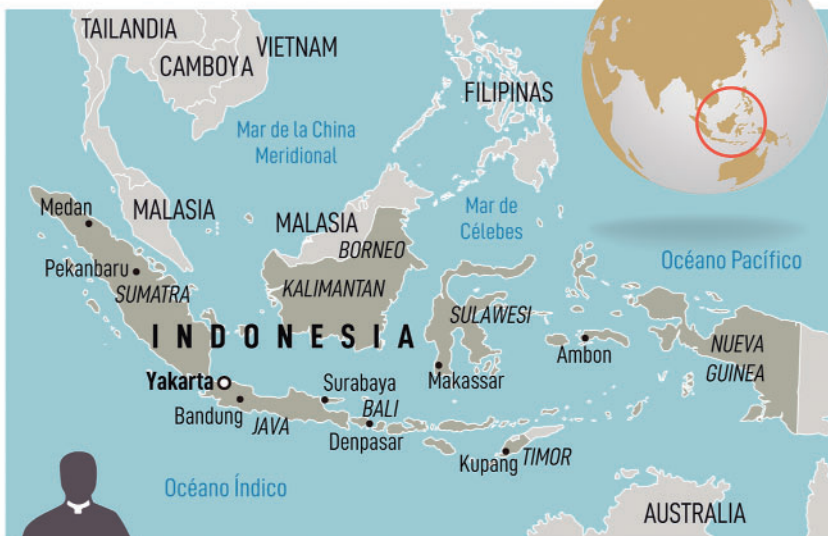 TAILANDIA
VIETNAM
CAMBOYA
FILIPINAS
Mar de la China
Meridional
Medan
MALASIA
MALASIA
Mar de
Célebes
BORNEO
Océano Pacífico
Pekanbaru
SUMATRA
KALIMANTAN
SULAWESI
INDONESIA
NUEVA
GUINEA
Ambon
Makassar
Yakarta
Surabaya
Bandung
JAVA
BALI
Denpasar
Kupang
TIMOR
Océano Índico
AUSTRALIA